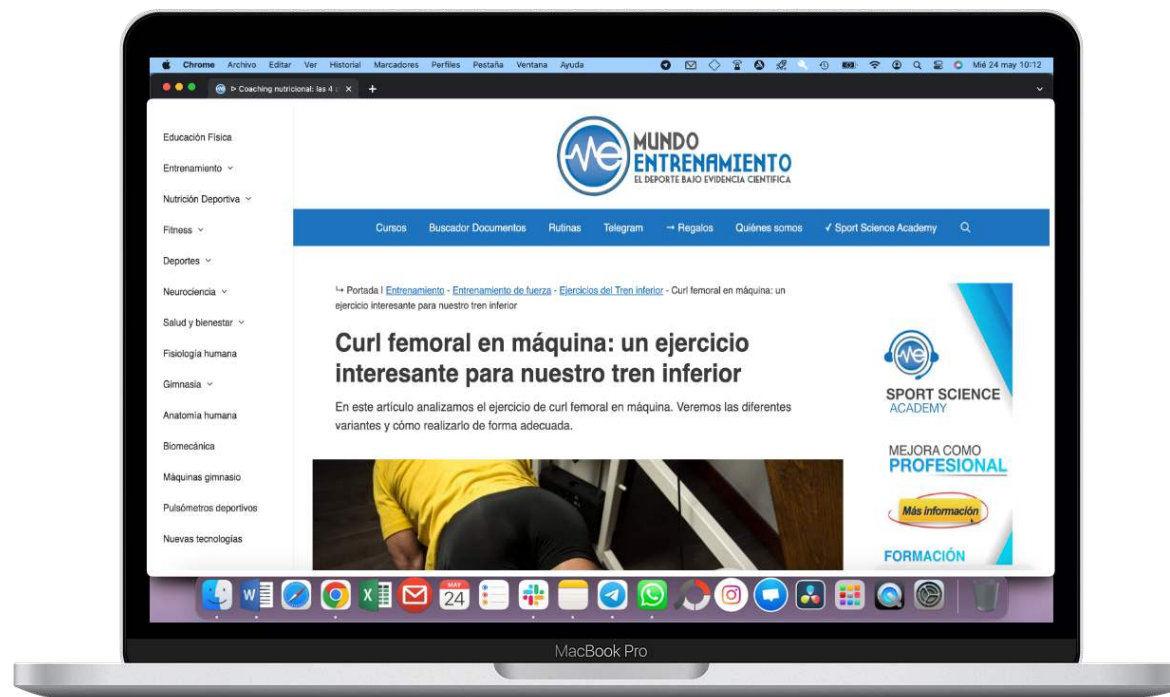 Chrome Archivo Editar Ver Historial Marcadores Perfiles Pestaña Ventana Ayuda
Mié 24 may 10:12
▷ Coaching nutricional: las 4
Educación Física
Entrenamiento
Nutrición Deportiva
Fitness
Deportes
Neurociencia
Salud y bienestar
Fisiología humana
Gimnasia
Anatomía humana
Biomecánica
Máquinas gimnasio
Pulsómetros deportivos
Nuevas tecnologías
MUNDO
ENTRENAMIENTO
EL DEPORTE BAJO EVIDENCIA CIENTIFICA
Cursos Buscador Documentos Rutinas Telegram → Regalos Quiénes somos ✓ Sport Science Academy
↳ Portada | Entrenamiento - Entrenamiento de fuerza - Ejercicios del Tren inferior - Curl femoral en máquina: un
ejercicio interesante para nuestro tren inferior
Curl femoral en máquina: un ejercicio
interesante para nuestro tren inferior
En este artículo analizamos el ejercicio de curl femoral en máquina. Veremos las diferentes
variantes y cómo realizarlo de forma adecuada.
SPORT SCIENCE
ACADEMY
MEJORA COMO
PROFESIONAL
Más información
FORMACIÓN
W
X
MAY
24
MacBook Pro